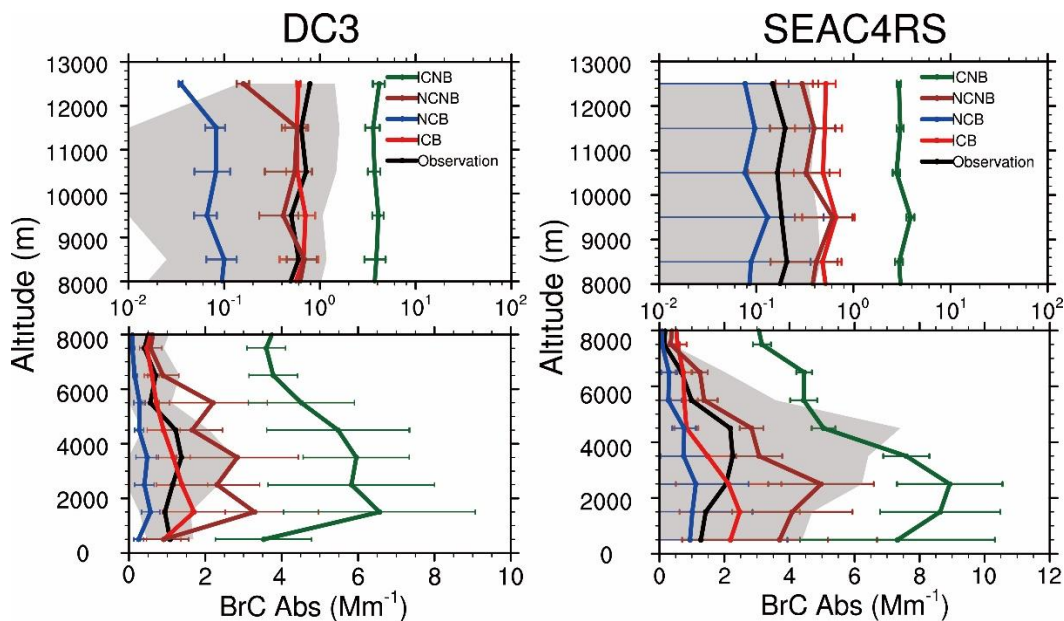 DC3
SEAC4RS
13000
12000
11000
10000
9000
8000
Altitude (m)
ICNB
NCNB
NCB
ICB
Observation
10⁻²
10⁻¹
10⁰
10¹
10²
8000
6000
4000
2000
0
0
2
4
6
8
10
BrC Abs (Mm⁻¹)
13000
12000
11000
10000
9000
8000
Altitude (m)
ICNB
NCNB
NCB
ICB
Observation
10⁻²
10⁻¹
10⁰
10¹
10²
8000
6000
4000
2000
0
0
2
4
6
8
10
12
BrC Abs (Mm⁻¹)